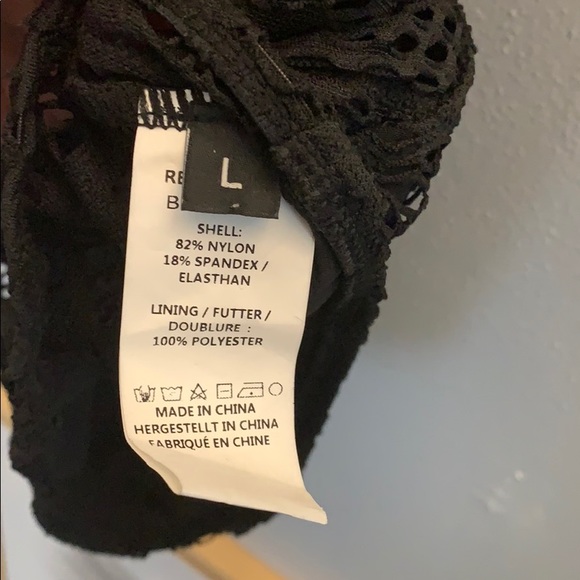 L
SHELL:
82% NYLON
18% SPANDEX /
ELASTHAN
LINING / FUTTER /
DOUBLURE :
100% POLYESTER
MADE IN CHINA
HERGESTELLT IN CHINA
FABRIQUÉ EN CHINE